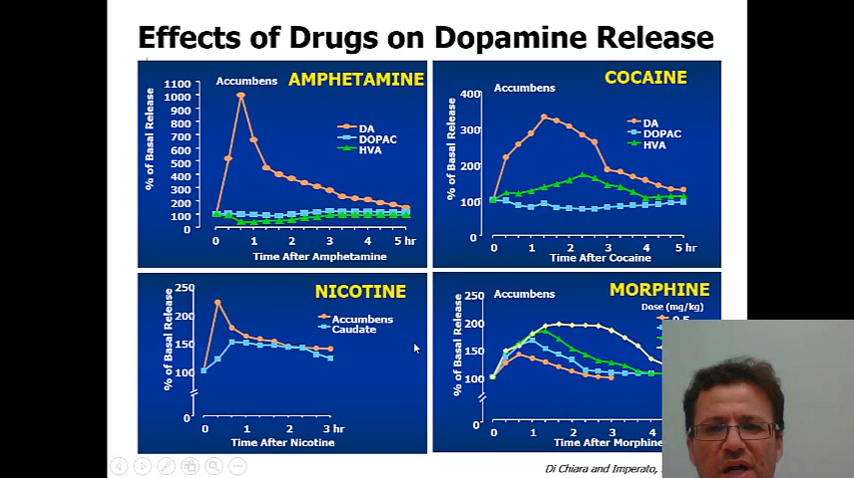 Effects of Drugs on Dopamine Release
Accumbens AMPHETAMINE
% of Basal Release
1100
1000
900
800
700
600
500
400
300
200
100
0
DA
DOPAC
HVA
0 1 2 3 4 5 hr
Time After Amphetamine
COCAINE
Accumbens
% of Basal Release
400
300
200
100
0
DA
DOPAC
HVA
0 1 2 3 4 5 hr
Time After Cocaine
NICOTINE
% of Basal Release
250
200
150
100
0
Accumbens
Caudate
0 1 2 3 hr
Time After Nicotine
MORPHINE
Accumbens
Dose (mg/kg)
% of Basal Release
250
200
150
100
0
0 1 2 3 4
Time After Morphine
Di Chiara and Imperato,